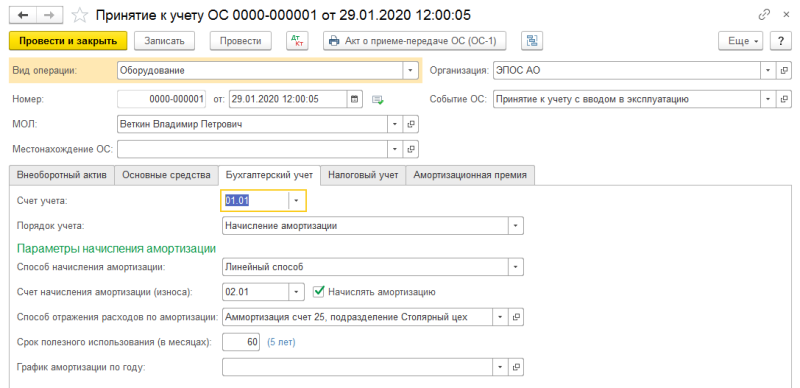 Принятие к учету ОС 0000-000001 от 29.01.2020 12:00:05
Провести и закрыть Записать Провести Дт Кт Акт о приеме-передаче ОС (ОС-1) Еще ?
Вид операции: Оборудование Организация: ЭПОС АО
Номер: 0000-000001 от: 29.01.2020 12:00:05 Событие ОС: Принятие к учету с вводом в эксплуатацию
МОЛ: Веткин Владимир Петрович
Местонахождение ОС:
Внеоборотный актив Основные средства Бухгалтерский учет Налоговый учет Амортизационная премия
Счет учета: 01.01
Порядок учета: Начисление амортизации
Параметры начисления амортизации
Способ начисления амортизации: Линейный способ
Счет начисления амортизации (износа): 02.01 Начислять амортизацию
Способ отражения расходов по амортизации: Аммортизация счет 25, подразделение Столярный цех
Срок полезного использования (в месяцах): 60 (5 лет)
График амортизации по году: